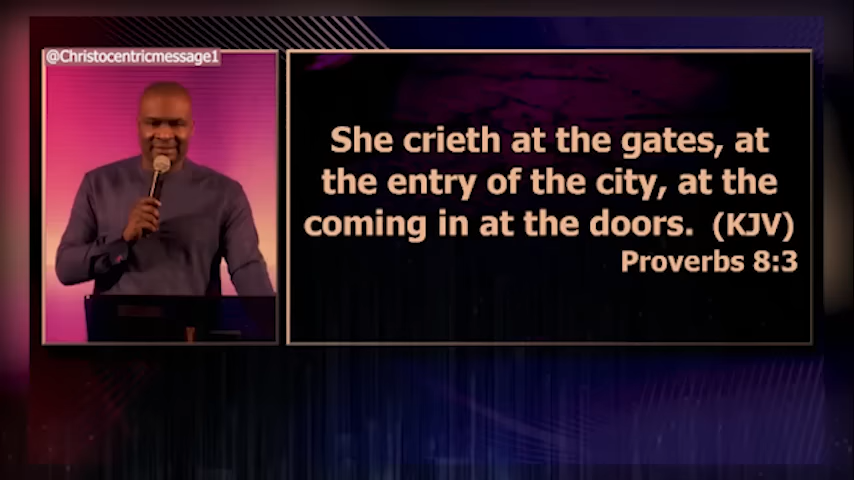 @Christocentricmessage1
She crieth at the gates, at
the entry of the city, at the
coming in at the doors. (KJV)
Proverbs 8:3